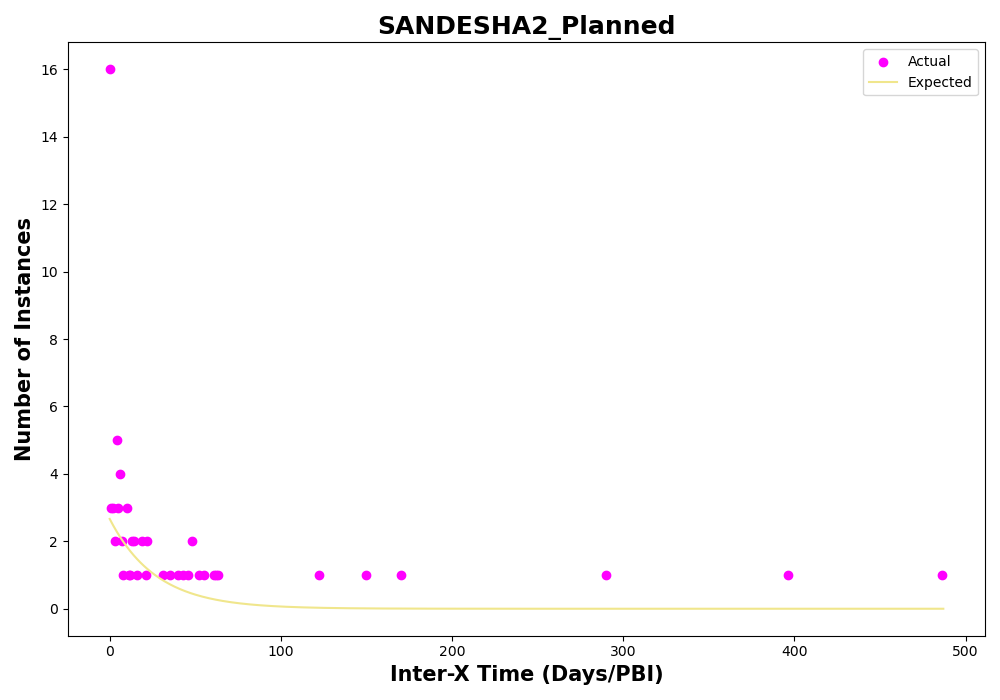 SANDESHA2_Planned
Actual
Expected
16
14
12
10
8
6
4
2
0
Number of Instances
0 100 200 300 400 500
Inter-X Time (Days/PBI)